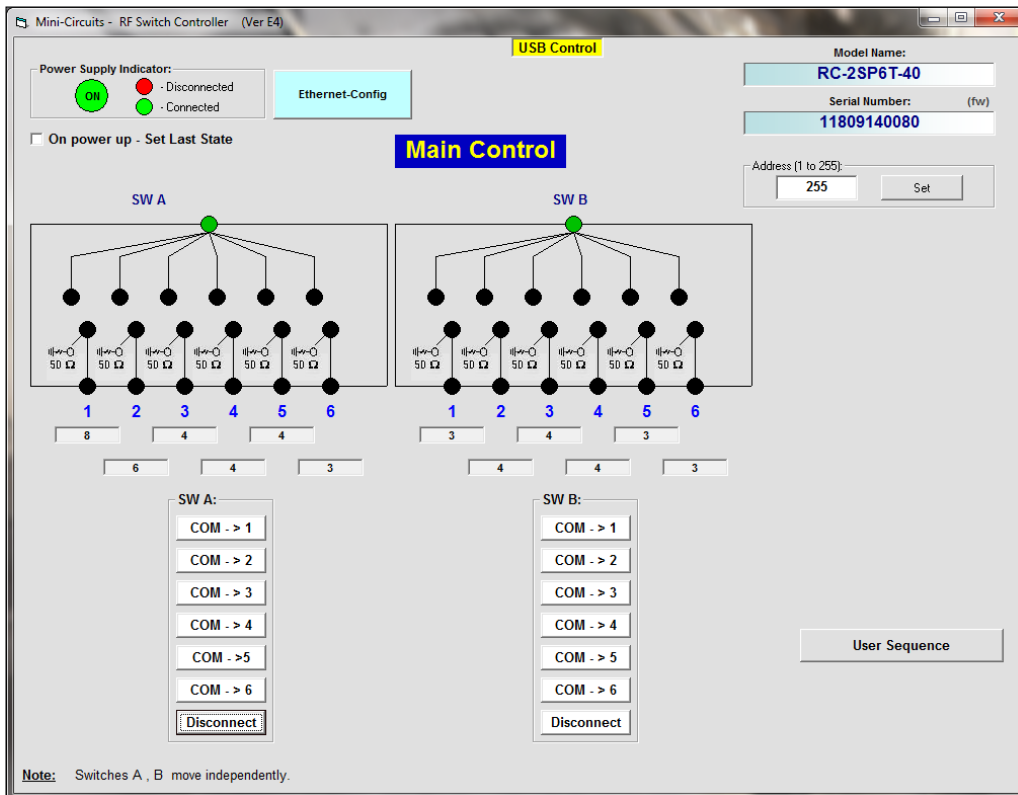 Mini-Circuits - RF Switch Controller (Ver E4)
USB Control
Power Supply Indicator:
ON
- Disconnected
- Connected
Ethernet-Config
Model Name:
RC-2SP6T-40
Serial Number: (fw)
11809140080
On power up - Set Last State
Main Control
Address (1 to 255):
255 Set
SW A
SW B
50 Ω 50 Ω 50 Ω 50 Ω 50 Ω 50 Ω
50 Ω 50 Ω 50 Ω 50 Ω 50 Ω 50 Ω
1 2 3 4 5 6
1 2 3 4 5 6
8 4 4
3 4 3
6 4 3
4 4 3
SW A:
COM - > 1
COM - > 2
COM - > 3
COM - > 4
COM - >5
COM - > 6
Disconnect
SW B:
COM - > 1
COM - > 2
COM - > 3
COM - > 4
COM - > 5
COM - > 6
Disconnect
User Sequence
Note: Switches A , B move independently.